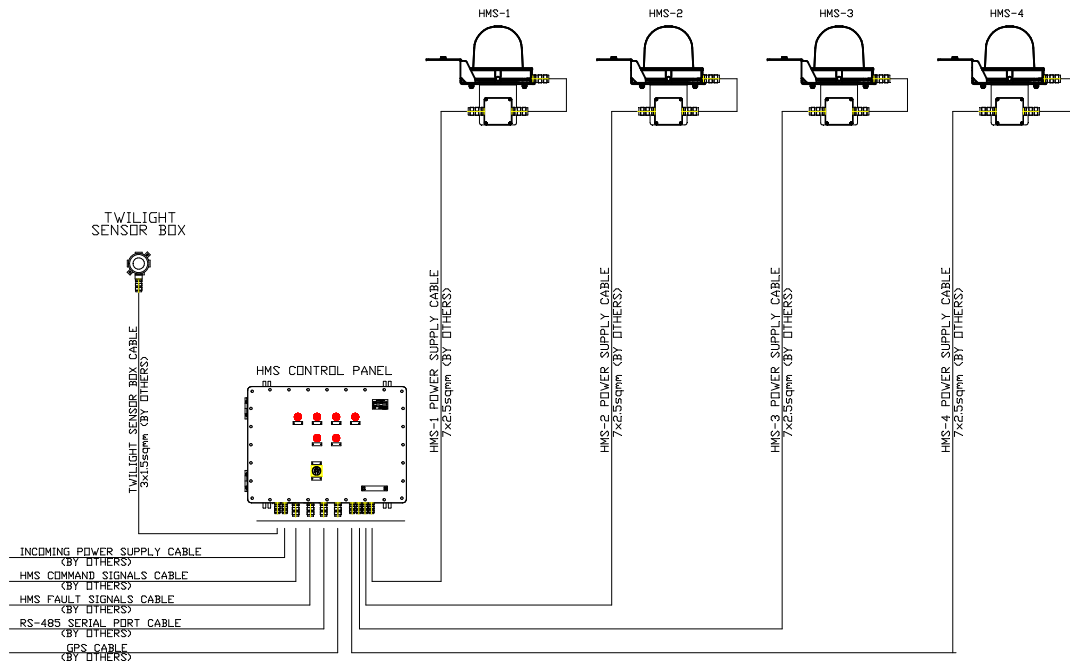 HMS-1
HMS-2
HMS-3
HMS-4
TWILIGHT
SENSOR BOX
TWILIGHT SENSOR BOX CABLE
3x1.5sqmm (BY OTHERS)
HMS CONTROL PANEL
HMS-1 POWER SUPPLY CABLE
7x2.5sqmm (BY OTHERS)
HMS-2 POWER SUPPLY CABLE
7x2.5sqmm (BY OTHERS)
HMS-3 POWER SUPPLY CABLE
7x2.5sqmm (BY OTHERS)
HMS-4 POWER SUPPLY CABLE
7x2.5sqmm (BY OTHERS)
INCOMING POWER SUPPLY CABLE
(BY OTHERS)
HMS COMMAND SIGNALS CABLE
(BY OTHERS)
HMS FAULT SIGNALS CABLE
(BY OTHERS)
RS-485 SERIAL PORT CABLE
(BY OTHERS)
GPS CABLE
(BY OTHERS)